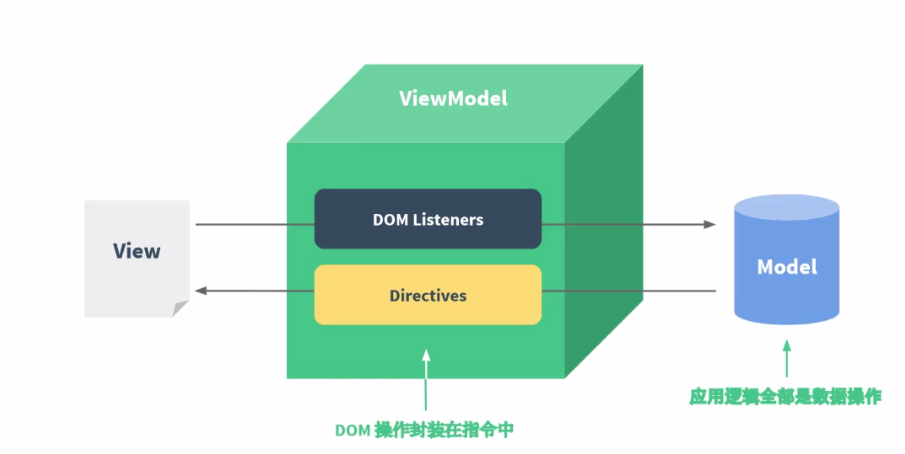 ViewModel
DOM Listeners
View
Model
Directives
应用逻辑全部是数据操作
DOM 操作封装在指令中